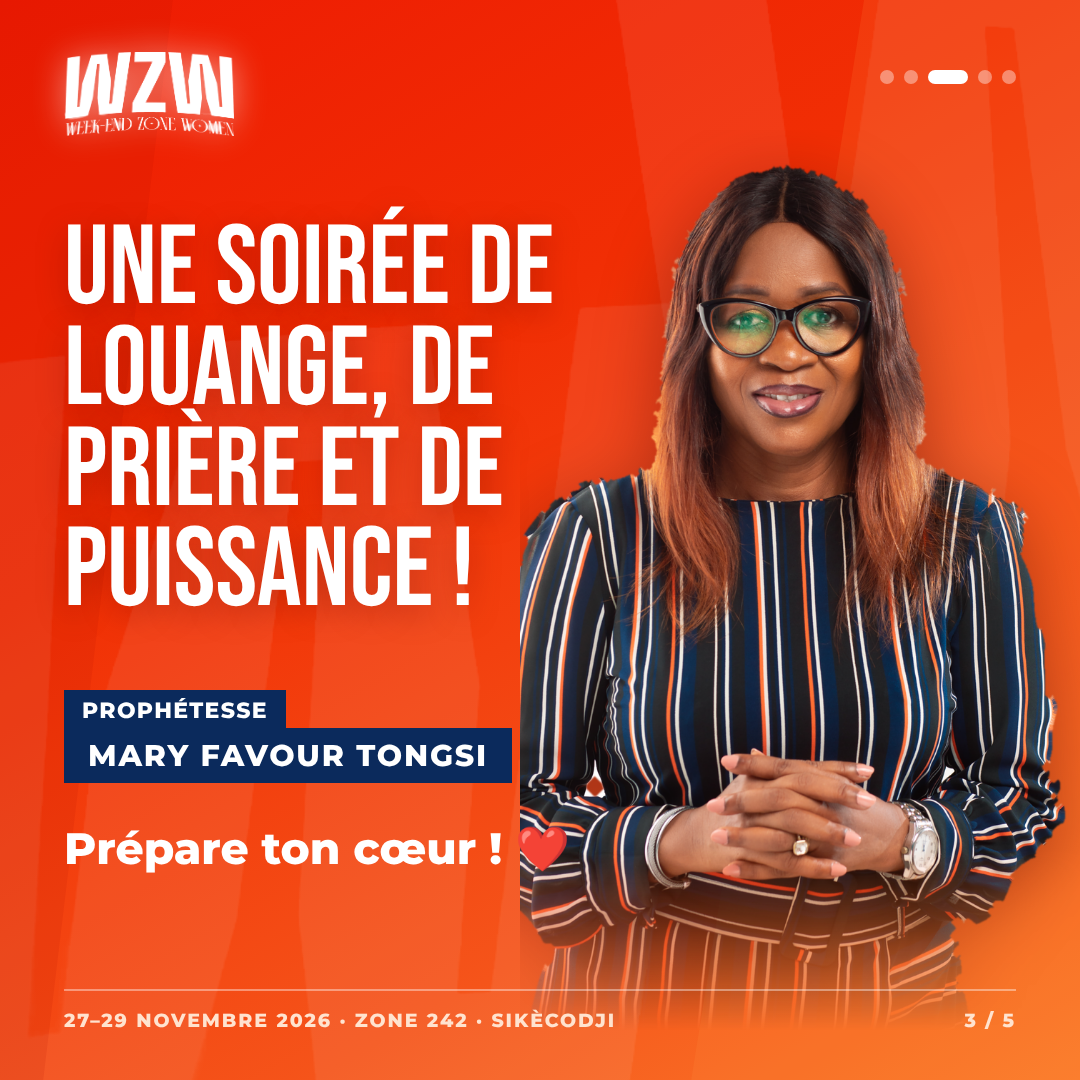 WZW
WEEK-END ZONE WOMEN
UNE SOIRÉE DE
LOUANGE, DE
PRIÈRE ET DE
PUISSANCE !
PROPHÉTESSE
MARY FAVOUR TONGSI
Prépare ton cœur ! ❤️
27–29 NOVEMBRE 2026 · ZONE 242 · SIKÈCODJI
3 / 5